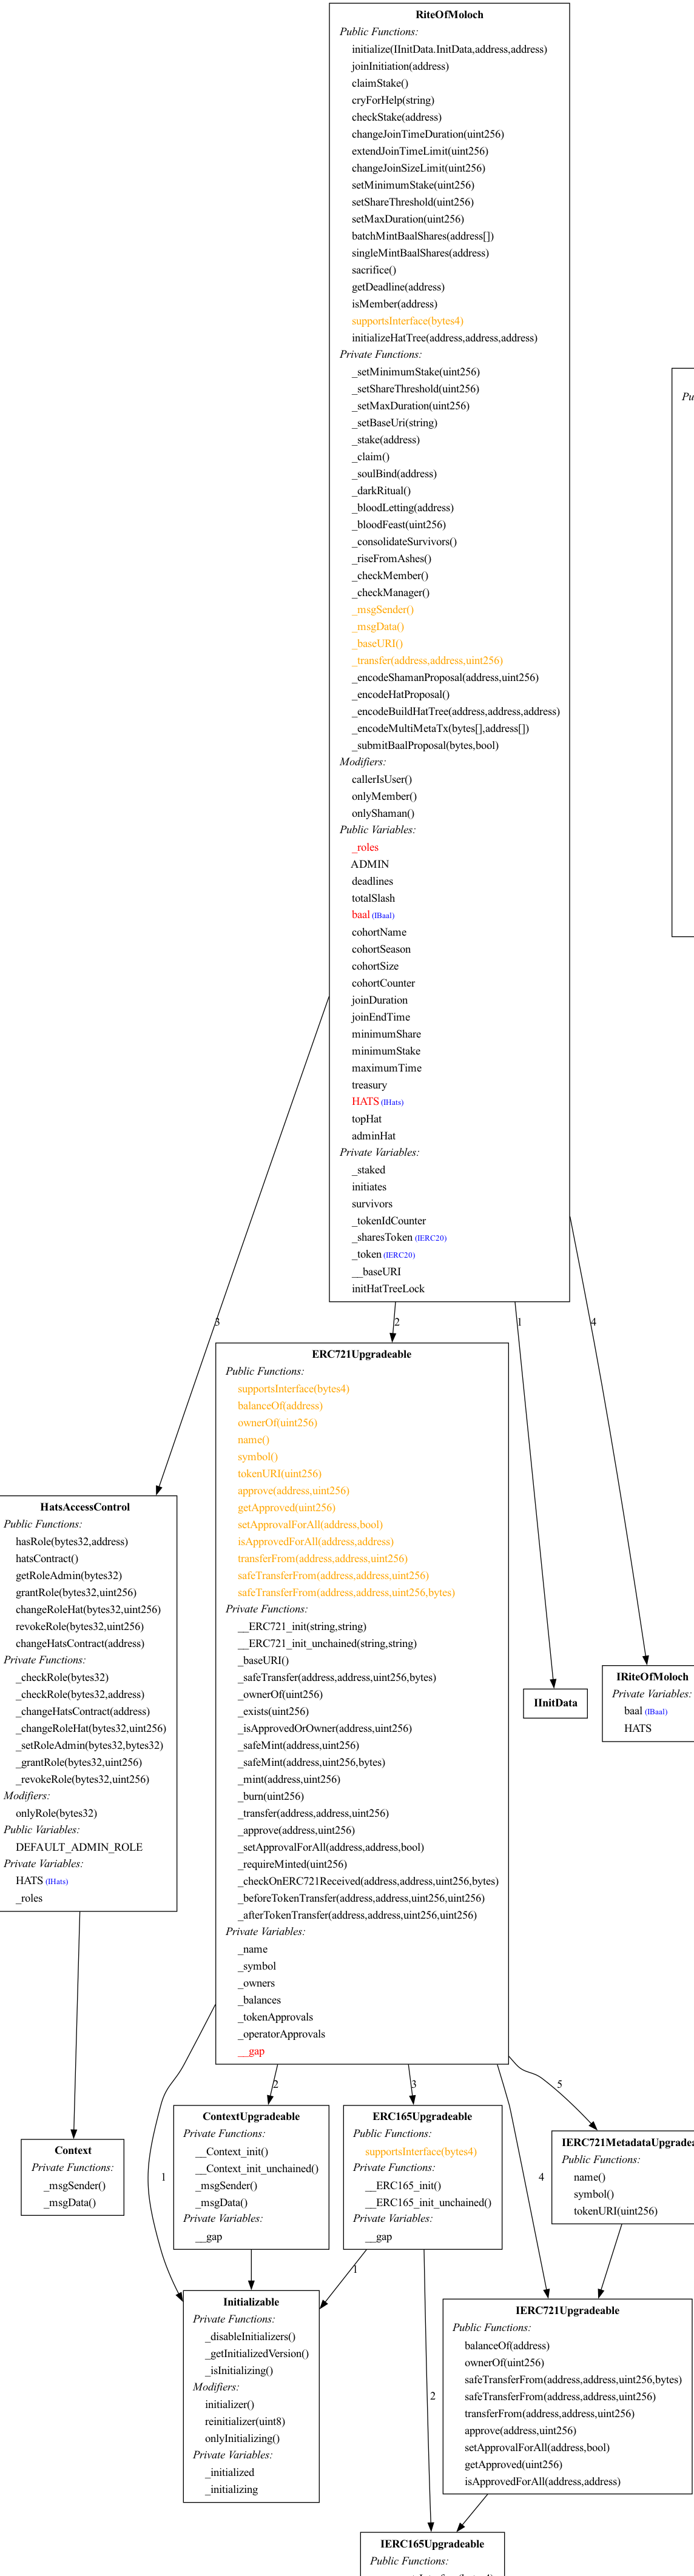 RiteOfMoloch
Public Functions:
initialize(IInitData.InitData,address,address)
joinInitiation(address)
claimStake()
cryForHelp(string)
checkStake(address)
changeJoinTimeDuration(uint256)
extendJoinTimeLimit(uint256)
changeJoinSizeLimit(uint256)
setMinimumStake(uint256)
setShareThreshold(uint256)
setMaxDuration(uint256)
batchMintBaalShares(address[])
singleMintBaalShares(address)
sacrifice()
getDeadline(address)
isMember(address)
supportsInterface(bytes4)
initializeHatTree(address,address,address)
Private Functions:
_setMinimumStake(uint256)
_setShareThreshold(uint256)
_setMaxDuration(uint256)
_setBaseUri(string)
_stake(address)
_claim()
_soulBind(address)
_darkRitual()
_bloodLetting(address)
_bloodFeast(uint256)
_consolidateSurvivors()
_riseFromAshes()
_checkMember()
_checkManager()
_msgSender()
_msgData()
_baseURI()
_transfer(address,address,uint256)
_encodeShamanProposal(address,uint256)
_encodeHatProposal()
_encodeBuildHatTree(address,address,address)
_encodeMultiMetaTx(bytes[],address[])
_submitBaalProposal(bytes,bool)
Modifiers:
callerIsUser()
onlyMember()
onlyShaman()
Public Variables:
_roles
ADMIN
deadlines
totalSlash
baal (IBaal)
cohortName
cohortSeason
cohortSize
cohortCounter
joinDuration
joinEndTime
minimumShare
minimumStake
maximumTime
treasury
HATS (IHats)
topHat
adminHat
Private Variables:
_staked
initiates
survivors
_tokenIdCounter
_sharesToken (IERC20)
_token (IERC20)
__baseURI
initHatTreeLock
Pu
3
2
1
4
ERC721Upgradeable
Public Functions:
supportsInterface(bytes4)
balanceOf(address)
ownerOf(uint256)
name()
symbol()
tokenURI(uint256)
approve(address,uint256)
getApproved(uint256)
setApprovalForAll(address,bool)
isApprovedForAll(address,address)
transferFrom(address,address,uint256)
safeTransferFrom(address,address,uint256)
safeTransferFrom(address,address,uint256,bytes)
Private Functions:
__ERC721_init(string,string)
__ERC721_init_unchained(string,string)
_baseURI()
_safeTransfer(address,address,uint256,bytes)
_ownerOf(uint256)
_exists(uint256)
_isApprovedOrOwner(address,uint256)
_safeMint(address,uint256)
_safeMint(address,uint256,bytes)
_mint(address,uint256)
_burn(uint256)
_transfer(address,address,uint256)
_approve(address,uint256)
_setApprovalForAll(address,address,bool)
_requireMinted(uint256)
_checkOnERC721Received(address,address,uint256,bytes)
_beforeTokenTransfer(address,address,uint256,uint256)
_afterTokenTransfer(address,address,uint256,uint256)
Private Variables:
_name
_symbol
_owners
_balances
_tokenApprovals
_operatorApprovals
__gap
HatsAccessControl
Public Functions:
hasRole(bytes32,address)
hatsContract()
getRoleAdmin(bytes32)
grantRole(bytes32,uint256)
changeRoleHat(bytes32,uint256)
revokeRole(bytes32,uint256)
changeHatsContract(address)
Private Functions:
_checkRole(bytes32)
_checkRole(bytes32,address)
_changeHatsContract(address)
_changeRoleHat(bytes32,uint256)
_setRoleAdmin(bytes32,bytes32)
_grantRole(bytes32,uint256)
_revokeRole(bytes32,uint256)
Modifiers:
onlyRole(bytes32)
Public Variables:
DEFAULT_ADMIN_ROLE
Private Variables:
HATS (IHats)
_roles
IInitData
IRiteOfMoloch
Private Variables:
baal (IBaal)
HATS
1
2
3
4
5
Context
Private Functions:
_msgSender()
_msgData()
ContextUpgradeable
Private Functions:
__Context_init()
__Context_init_unchained()
_msgSender()
_msgData()
Private Variables:
__gap
ERC165Upgradeable
Public Functions:
supportsInterface(bytes4)
Private Functions:
__ERC165_init()
__ERC165_init_unchained()
Private Variables:
__gap
IERC721MetadataUpgradea
Public Functions:
name()
symbol()
tokenURI(uint256)
1
2
Initializable
Private Functions:
_disableInitializers()
_getInitializedVersion()
_isInitializing()
Modifiers:
initializer()
reinitializer(uint8)
onlyInitializing()
Private Variables:
_initialized
_initializing
IERC721Upgradeable
Public Functions:
balanceOf(address)
ownerOf(uint256)
safeTransferFrom(address,address,uint256,bytes)
safeTransferFrom(address,address,uint256)
transferFrom(address,address,uint256)
approve(address,uint256)
setApprovalForAll(address,bool)
getApproved(uint256)
isApprovedForAll(address,address)
IERC165Upgradeable
Public Functions: